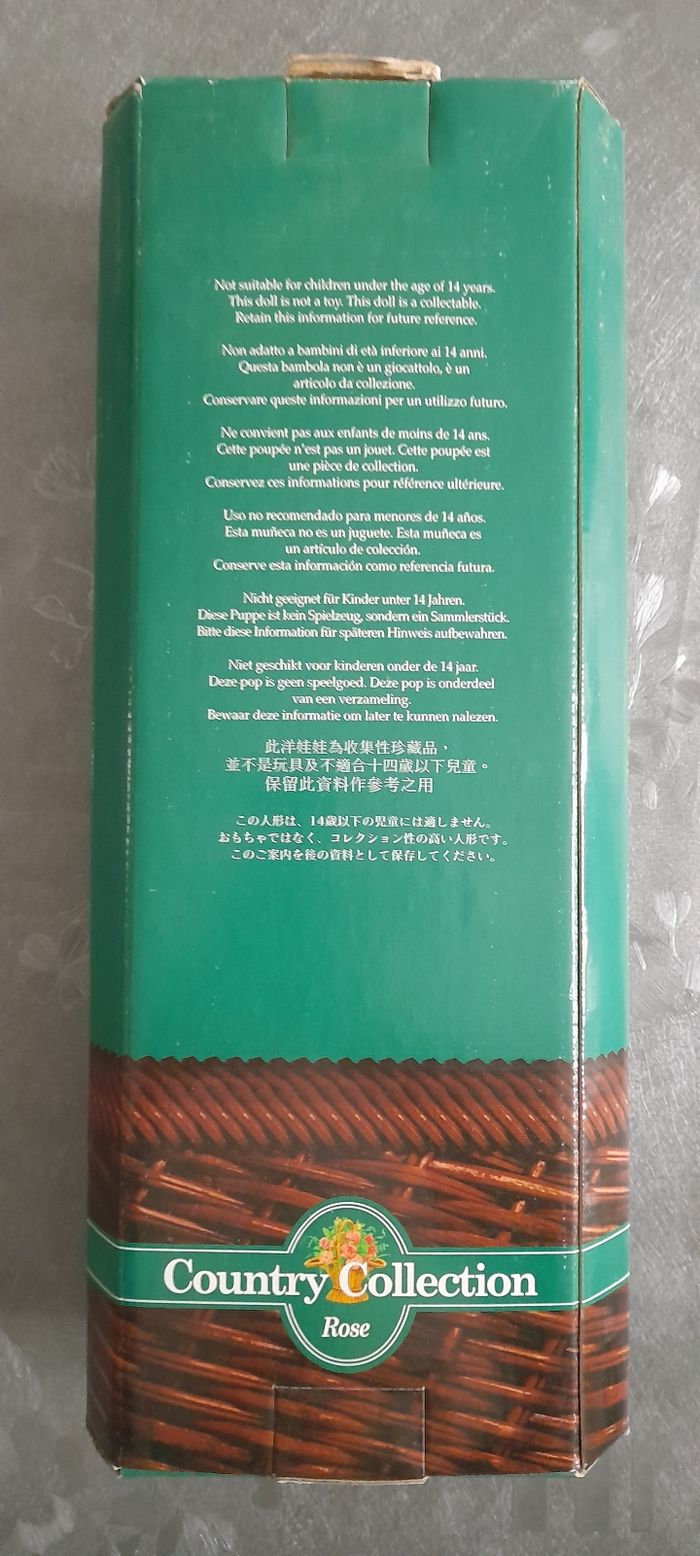 Not suitable for children under the age of 14 years.
This doll is not a toy. This doll is a collectable.
Retain this information for future reference.
Non adatto a bambini di età inferiore ai 14 anni.
Questa bambola non è un giocattolo, è un
articolo da collezione.
Conservare queste informazioni per un utilizzo futuro.
Ne convient pas aux enfants de moins de 14 ans.
Cette poupée n'est pas un jouet. Cette poupée est
une pièce de collection.
Conservez ces informations pour référence ultérieure.
Uso no recomendado para menores de 14 años.
Esta muñeca no es un juguete. Esta muñeca es
un artículo de colección.
Conserve esta información como referencia futura.
Nicht geeignet für Kinder unter 14 Jahren.
Diese Puppe ist kein Spielzeug, sondern ein Sammlerstück.
Bitte diese Information für späteren Hinweis aufbewahren.
Niet geschikt voor kinderen onder de 14 jaar.
Deze pop is geen speelgoed. Deze pop is onderdeel
van een verzameling.
Bewaar deze informatie om later te kunnen nalezen.
此洋娃娃為收集性珍藏品，
並不是玩具及不適合十四歲以下兒童。
保留此資料作參考之用
この人形は、14歳以下の児童には適しません。
おもちゃではなく、コレクション性の高い人形です。
このご案内を後の資料として保存してください。
Country Collection
Rose